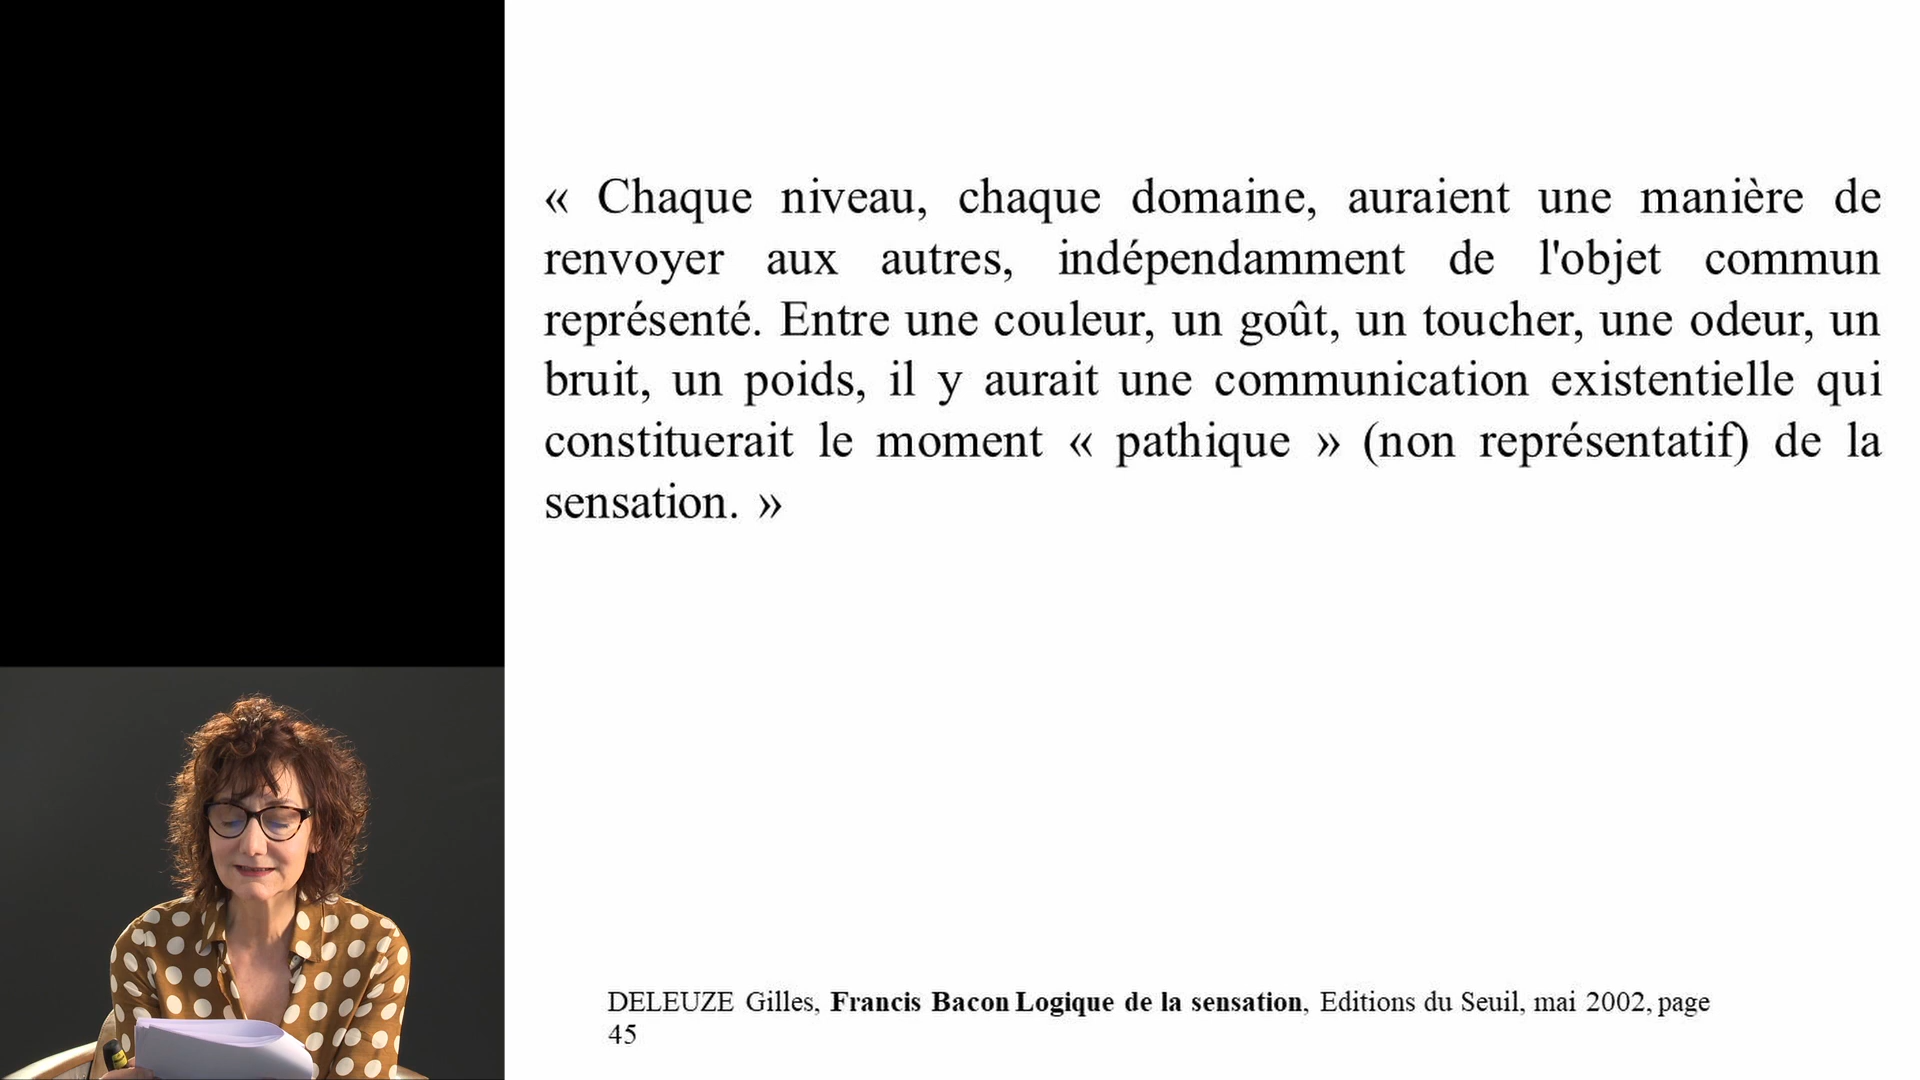 « Chaque niveau, chaque domaine, auraient une manière de
renvoyer aux autres, indépendamment de l'objet commun
représenté. Entre une couleur, un goût, un toucher, une odeur, un
bruit, un poids, il y aurait une communication existentielle qui
constituerait le moment « pathique » (non représentatif) de la
sensation. »
DELEUZE Gilles, Francis Bacon Logique de la sensation, Editions du Seuil, mai 2002, page
45